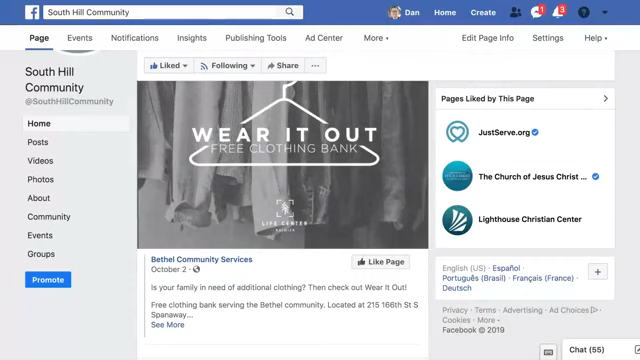 South Hill Community
Dan
Home
Create
1
3
Page
Events
Notifications
Insights
Publishing Tools
Ad Center
More
Edit Page Info
Settings
Help
South Hill
Community
@SouthHillCommunity
Home
Posts
Videos
Photos
About
Community
Events
Groups
Promote
Liked
Following
Share
WEAR IT OUT
FREE CLOTHING BANK
LIFE CENTER
Bethel Community Services
October 2 ·
Like Page
Is your family in need of additional clothing? Then check out Wear It Out!
Free clothing bank serving the Bethel community. Located at 215 166th St S
Spanaway...
See More
Pages Liked by This Page
JustServe.org
The Church of Jesus Christ ...
Lighthouse Christian Center
English (US) · Español ·
Português (Brasil) · Français (France) ·
Deutsch
Privacy · Terms · Advertising · Ad Choices
Cookies · More
Facebook © 2019
Chat (55)